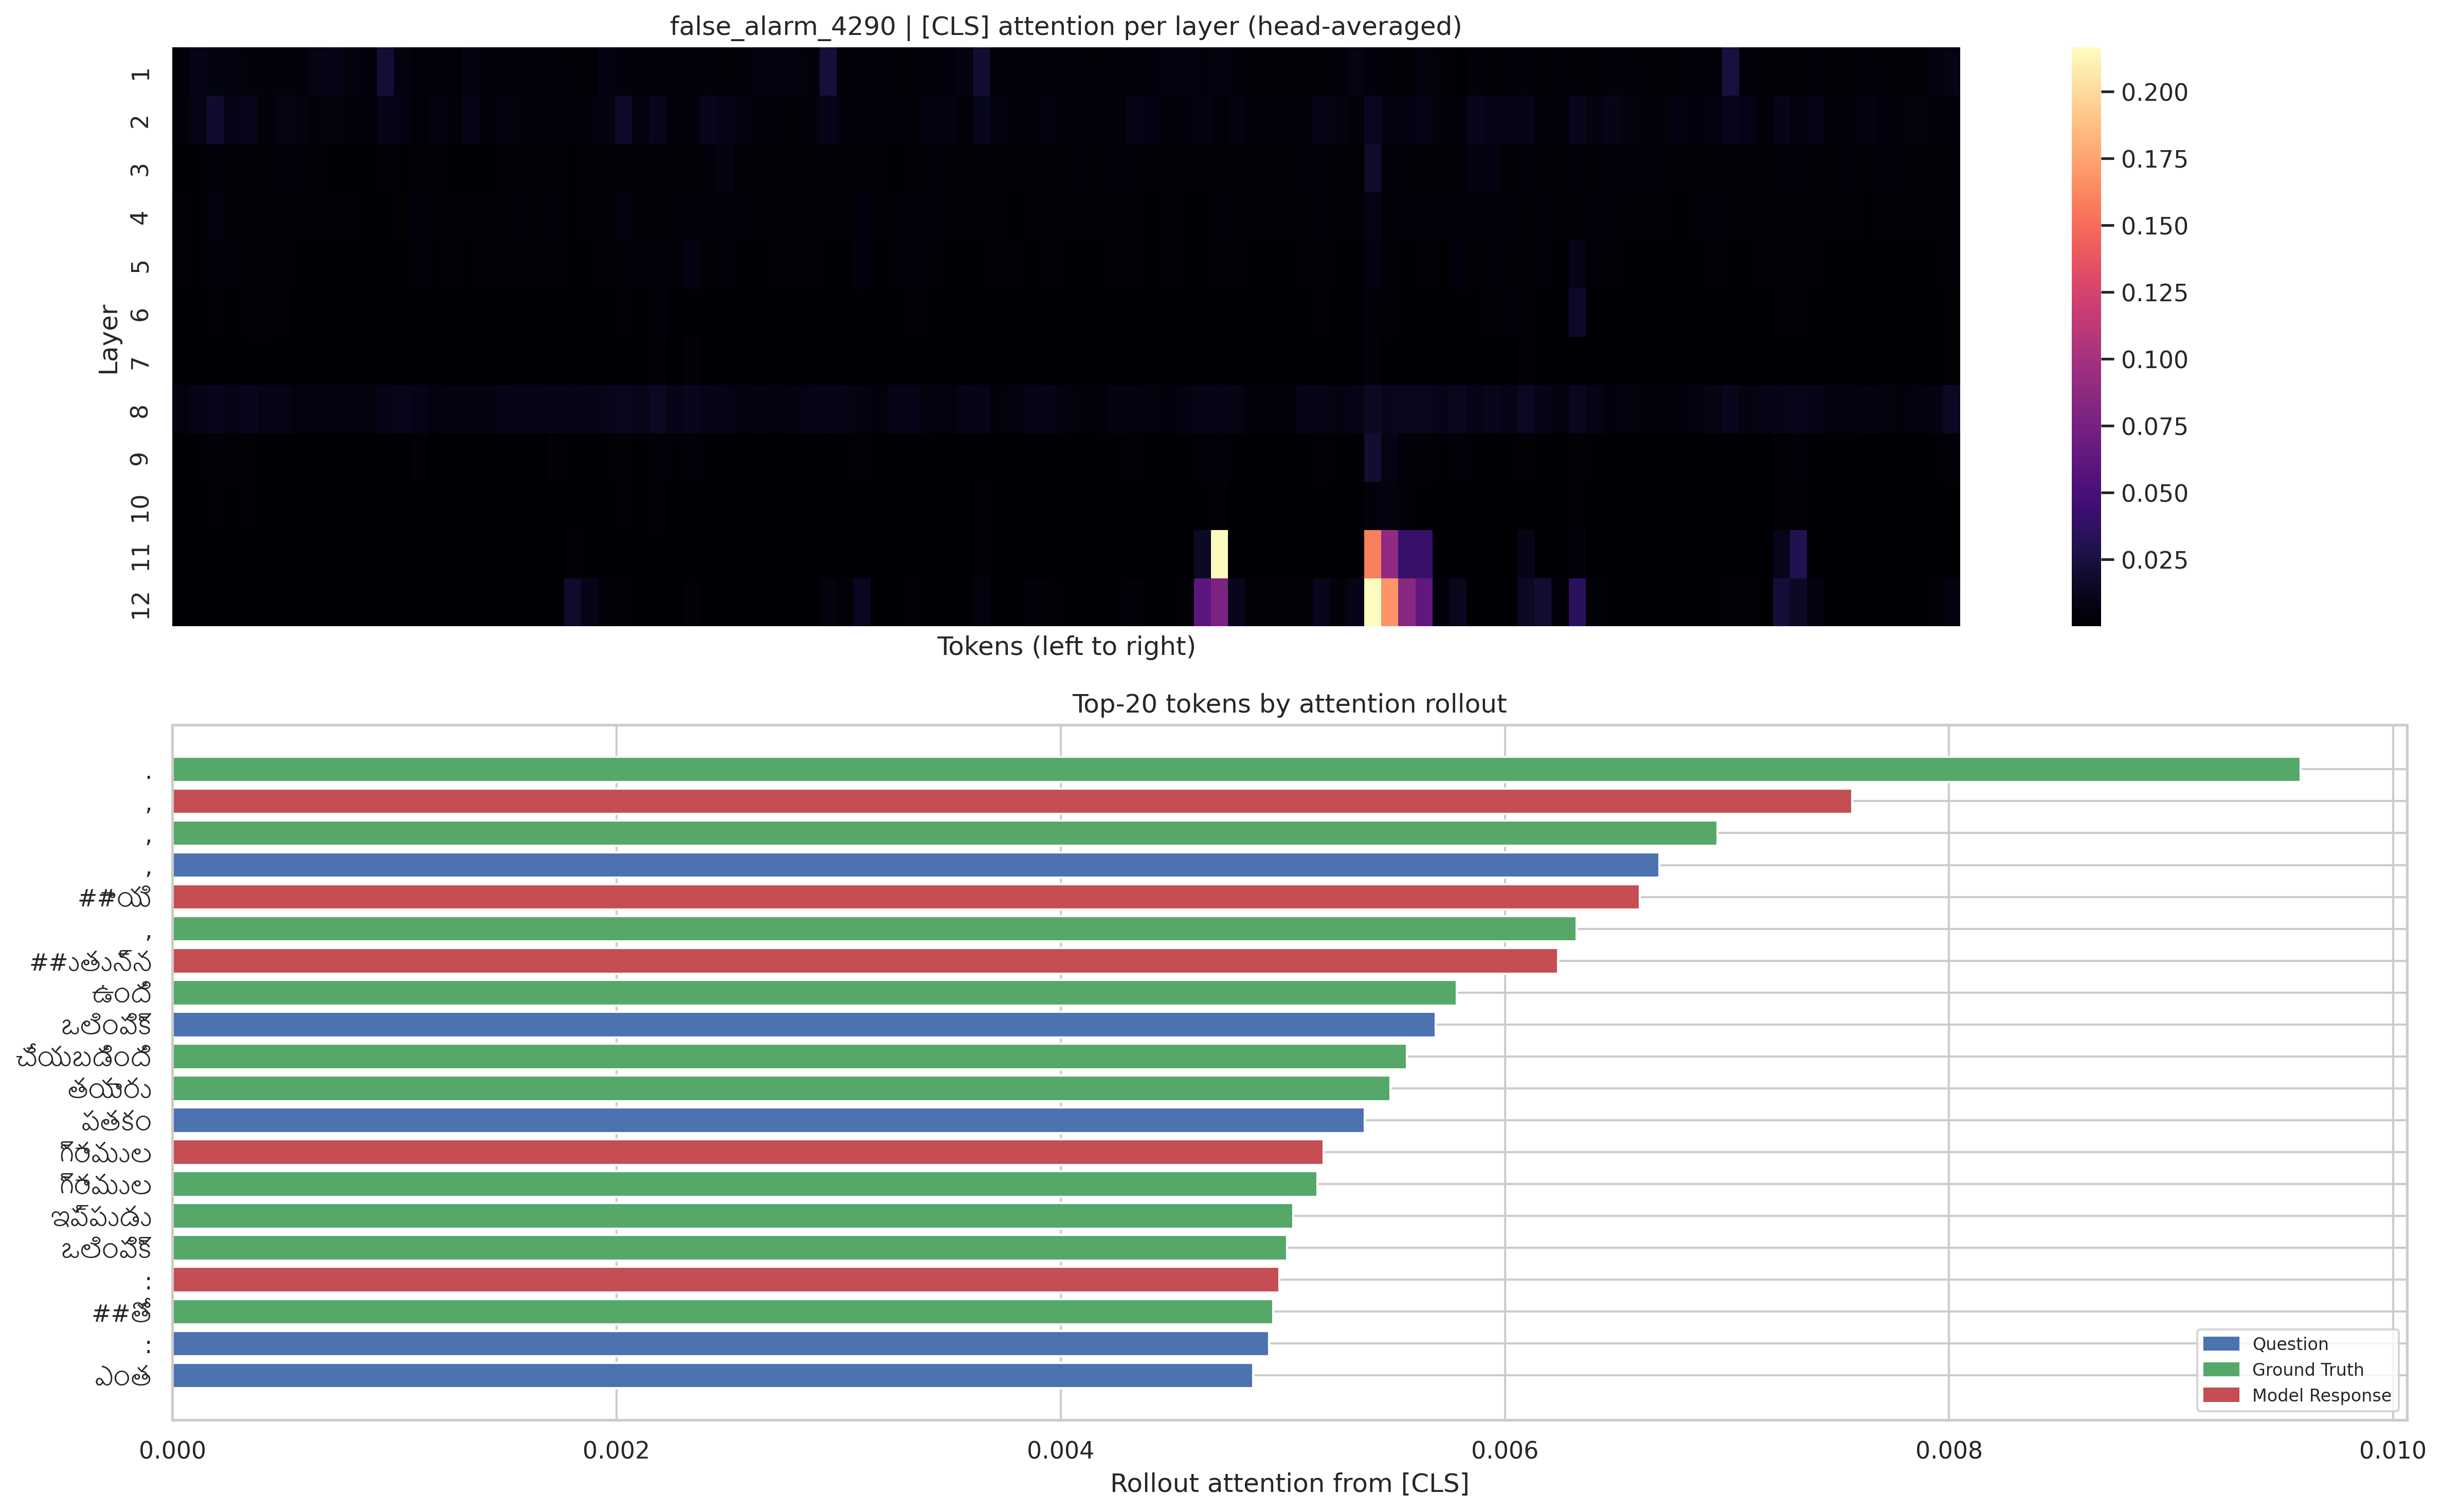 false_alarm_4290 | [CLS] attention per layer (head-averaged)
Layer
1
2
3
4
5
6
7
8
9
10
11
12
Tokens (left to right)
0.200
0.175
0.150
0.125
0.100
0.075
0.050
0.025
Top-20 tokens by attention rollout
.
,
,
,
##ాయి
,
##ుతున్న
ఉంది
ఒలింపిక్
చేయబడింది
తయారు
పతకం
గ్రాముల
గ్రాముల
ఇప్పుడు
ఒలింపిక్
:
##తో
:
ఎంత
0.000
0.002
0.004
0.006
0.008
0.010
Rollout attention from [CLS]
Question
Ground Truth
Model Response